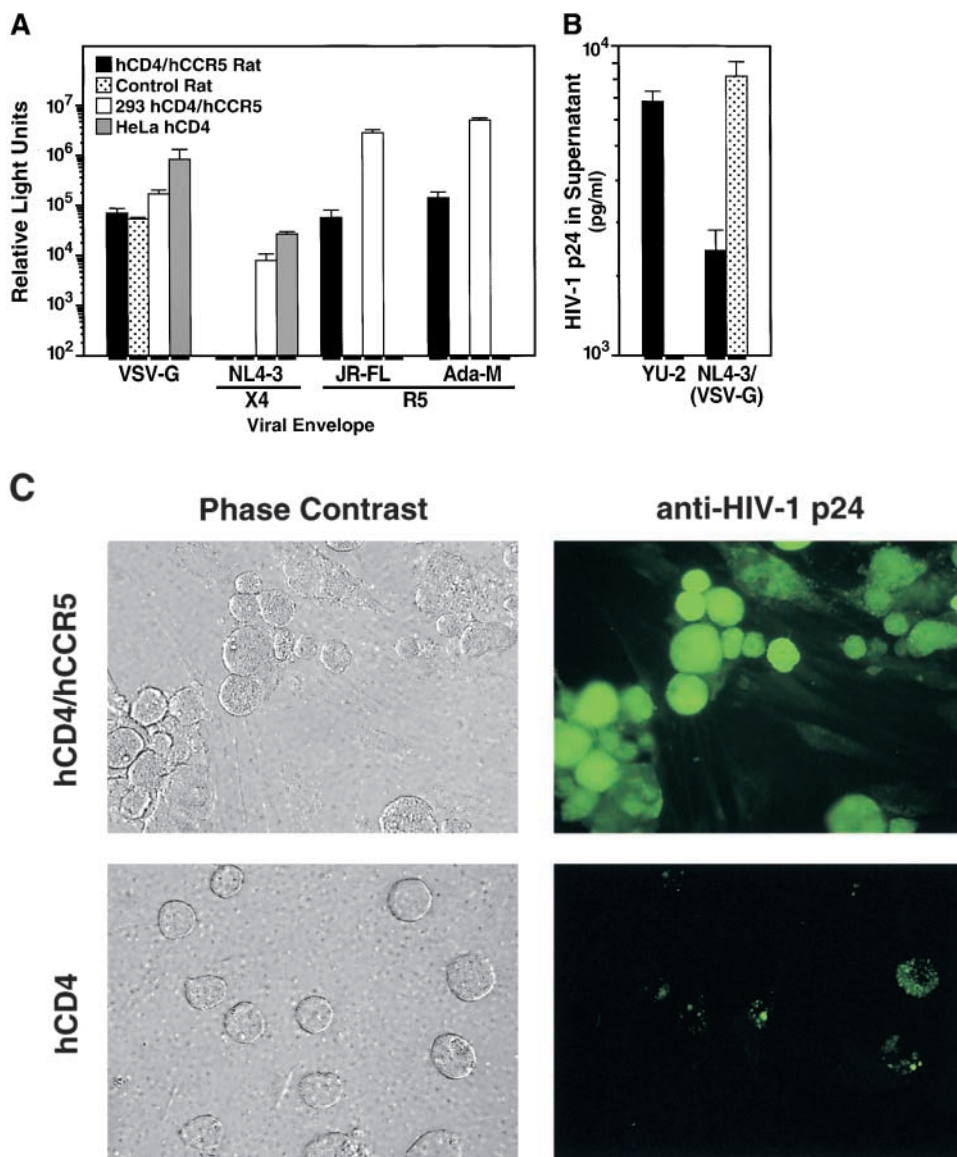 A
hCD4/hCCR5 Rat
Control Rat
293 hCD4/hCCR5
HeLa hCD4
Relative Light Units
10^7
10^6
10^5
10^4
10^3
10^2
VSV-G
NL4-3
JR-FL
Ada-M
X4
R5
Viral Envelope
B
HIV-1 p24 in Supernatant
(pg/ml)
10^4
10^3
YU-2
NL4-3/
(VSV-G)
C
Phase Contrast
anti-HIV-1 p24
hCD4/hCCR5
hCD4